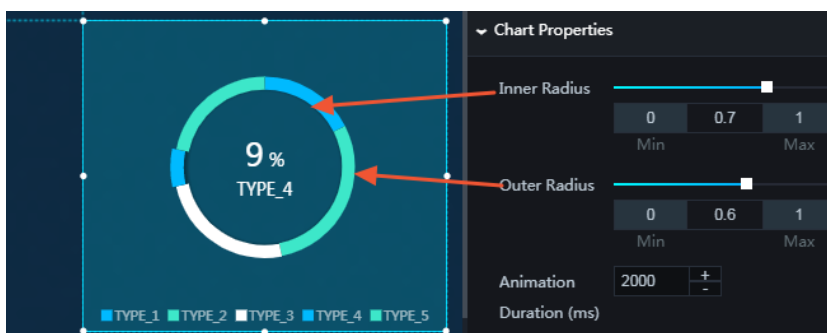 Chart Properties
Inner Radius
0 0.7 1
Min Max
9 %
TYPE_4
Outer Radius
0 0.6 1
Min Max
Animation
Duration (ms)
2000 + -
TYPE_1 TYPE_2 TYPE_3 TYPE_4 TYPE_5